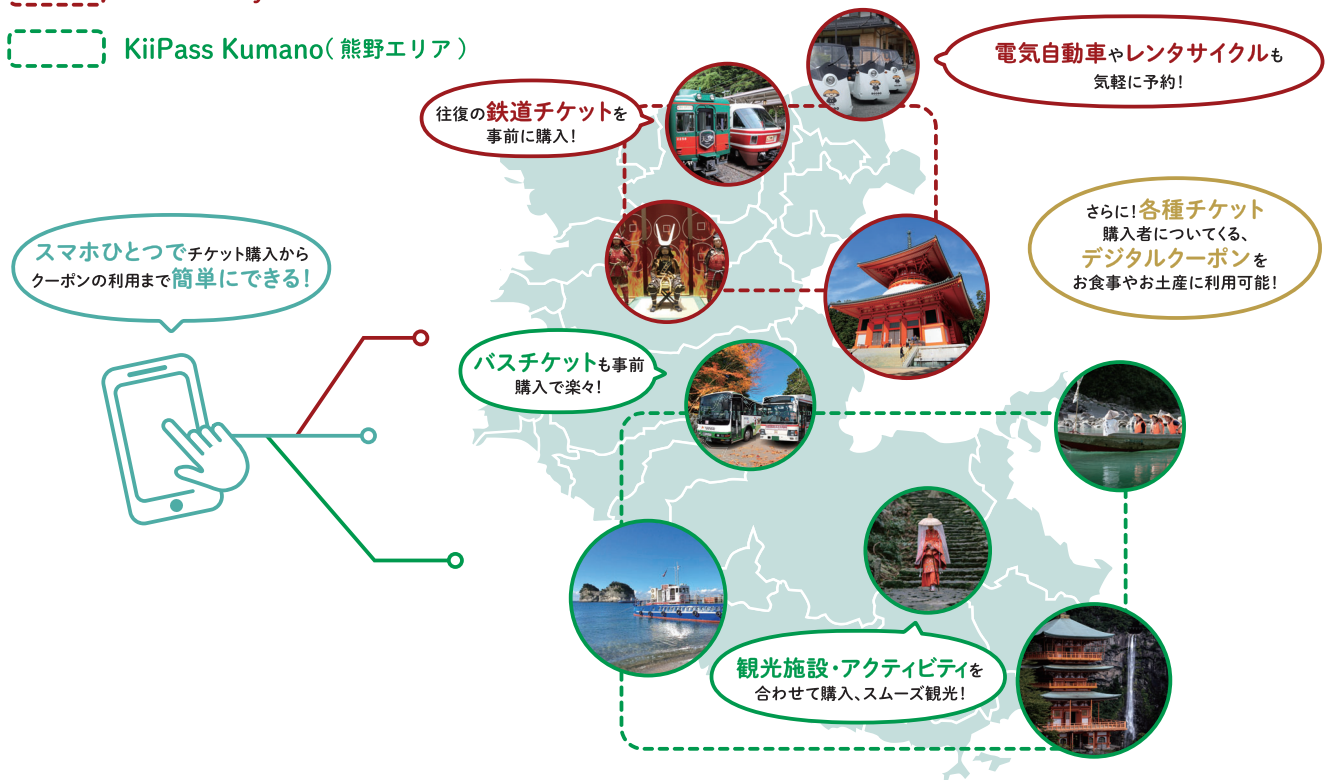 KiiPass Kumano（熊野エリア）
電気自動車やレンタサイクルも
気軽に予約！
往復の鉄道チケットを
事前に購入！
さらに！各種チケット
購入者についてくる、
デジタルクーポンを
お食事やお土産に利用可能！
スマホひとつでチケット購入から
クーポンの利用まで簡単にできる！
バスチケットも事前
購入で楽々！
観光施設・アクティビティを
合わせて購入、スムーズ観光！